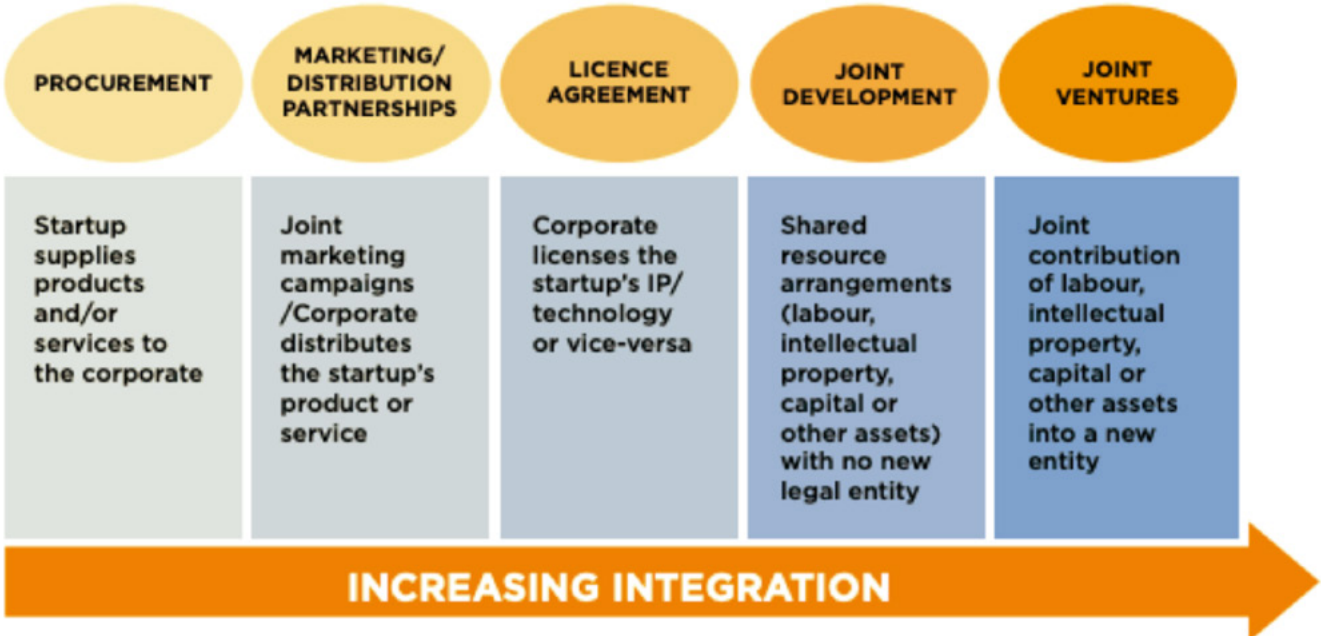 PROCUREMENT
MARKETING/
DISTRIBUTION
PARTNERSHIPS
LICENCE
AGREEMENT
JOINT
DEVELOPMENT
JOINT
VENTURES
Startup
supplies
products
and/or
services to
the corporate
Joint
marketing
campaigns
/Corporate
distributes
the startup's
product or
service
Corporate
licenses the
startup's IP/
technology
or vice-versa
Shared
resource
arrangements
(labour,
intellectual
property,
capital or
other assets)
with no new
legal entity
Joint
contribution
of labour,
intellectual
property,
capital or
other assets
into a new
entity
INCREASING INTEGRATION